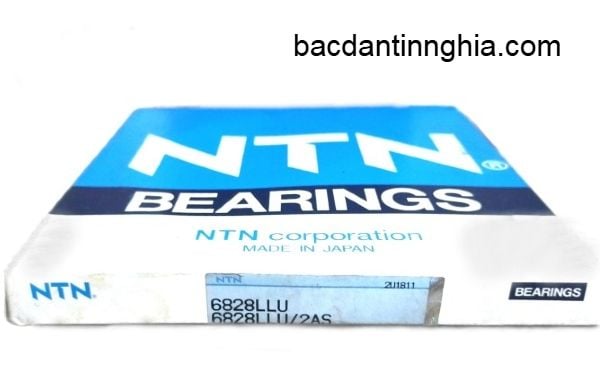 bacdantinnghia.com
NTN®
BEARINGS
NTN corporation
MADE IN JAPAN
NTN
2U1811
NTN.
6828LLU
6828LLU/2AS
BEARINGS